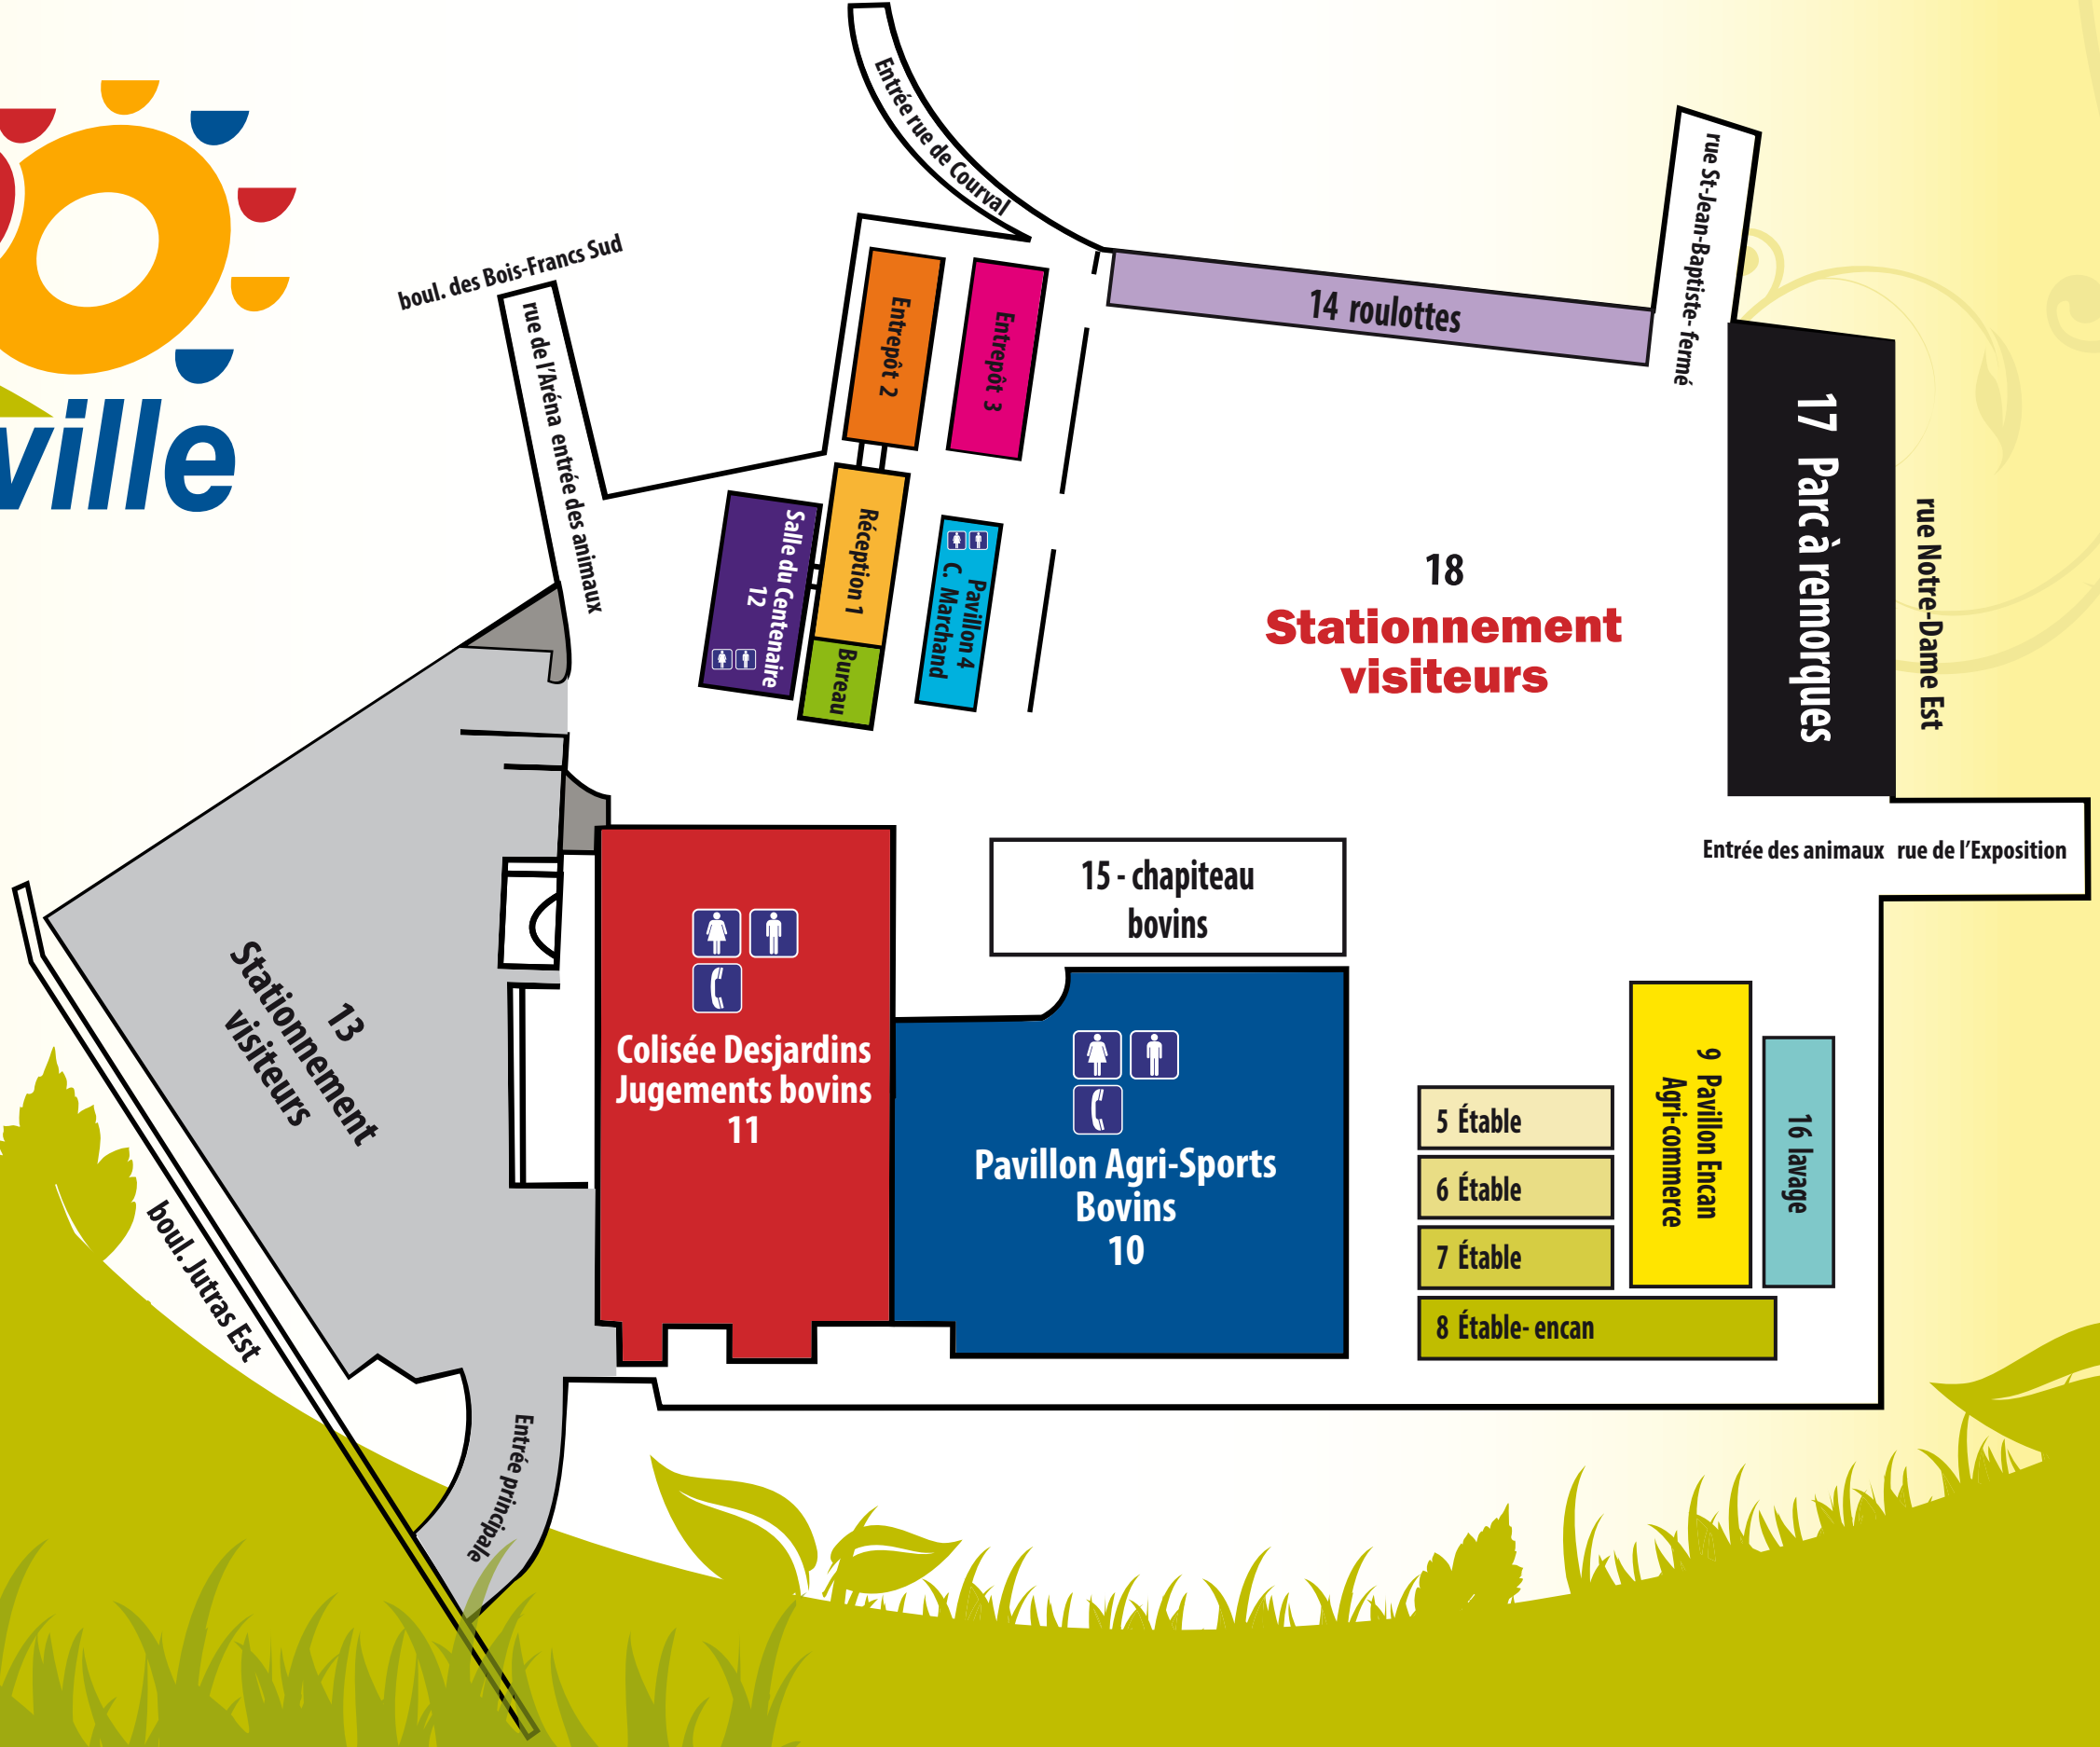 ville
Entrée rue de Courval
boul. des Bois-Francs Sud
rue de l'Aréna entrée des animaux
Entrepôt 2
Entrepôt 3
14 roulottes
rue St-Jean-Baptiste- fermé
17 Parc à remorques
rue Notre-Dame Est
Salle du Centenaire
12
Réception 1
Bureau
Pavillon 4
C. Marchand
18
Stationnement
visiteurs
Entrée des animaux rue de l'Exposition
15 - chapiteau
bovins
13
Stationnement
visiteurs
boul. Jutras Est
Entrée principale
Colisée Desjardins
Jugements bovins
11
Pavillon Agri-Sports
Bovins
10
5 Étable
6 Étable
7 Étable
8 Étable- encan
9 Pavillon Encan
Agri-commerce
16 lavage